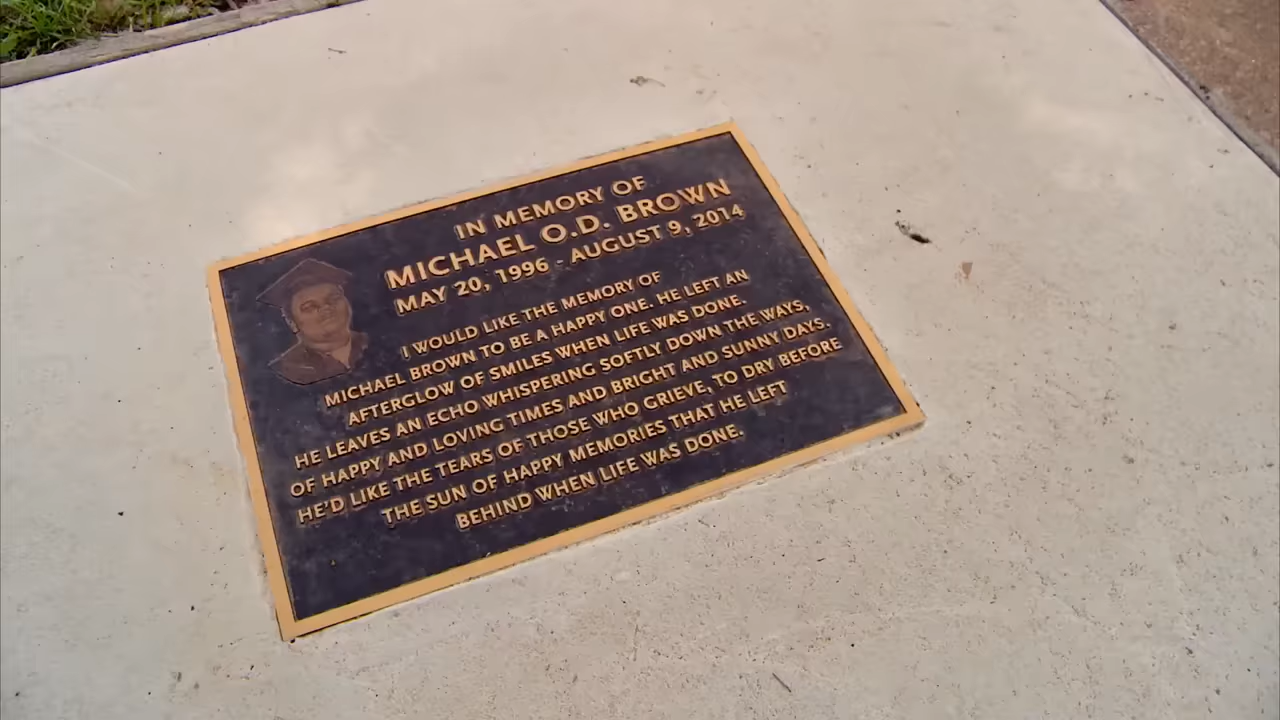 IN MEMORY OF
MICHAEL O.D. BROWN
MAY 20, 1996 - AUGUST 9, 2014
I WOULD LIKE THE MEMORY OF
MICHAEL BROWN TO BE A HAPPY ONE. HE LEFT AN
AFTERGLOW OF SMILES WHEN LIFE WAS DONE.
HE LEAVES AN ECHO WHISPERING SOFTLY DOWN THE WAYS,
OF HAPPY AND LOVING TIMES AND BRIGHT AND SUNNY DAYS.
HE'D LIKE THE TEARS OF THOSE WHO GRIEVE, TO DRY BEFORE
THE SUN OF HAPPY MEMORIES THAT HE LEFT
BEHIND WHEN LIFE WAS DONE.